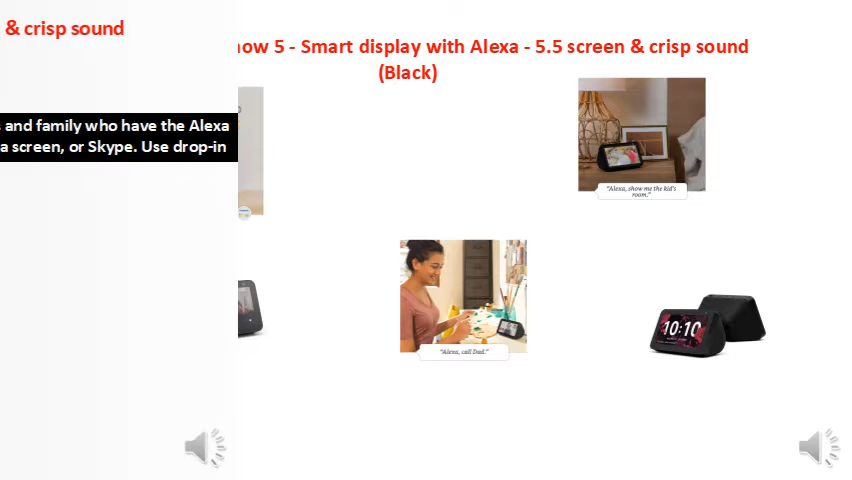 & crisp sound
now 5 - Smart display with Alexa - 5.5 screen & crisp sound
(Black)
and family who have the Alexa
a screen, or Skype. Use drop-in
"Alexa, show me the kid's
room."
"Alexa, call Dad."
10:10